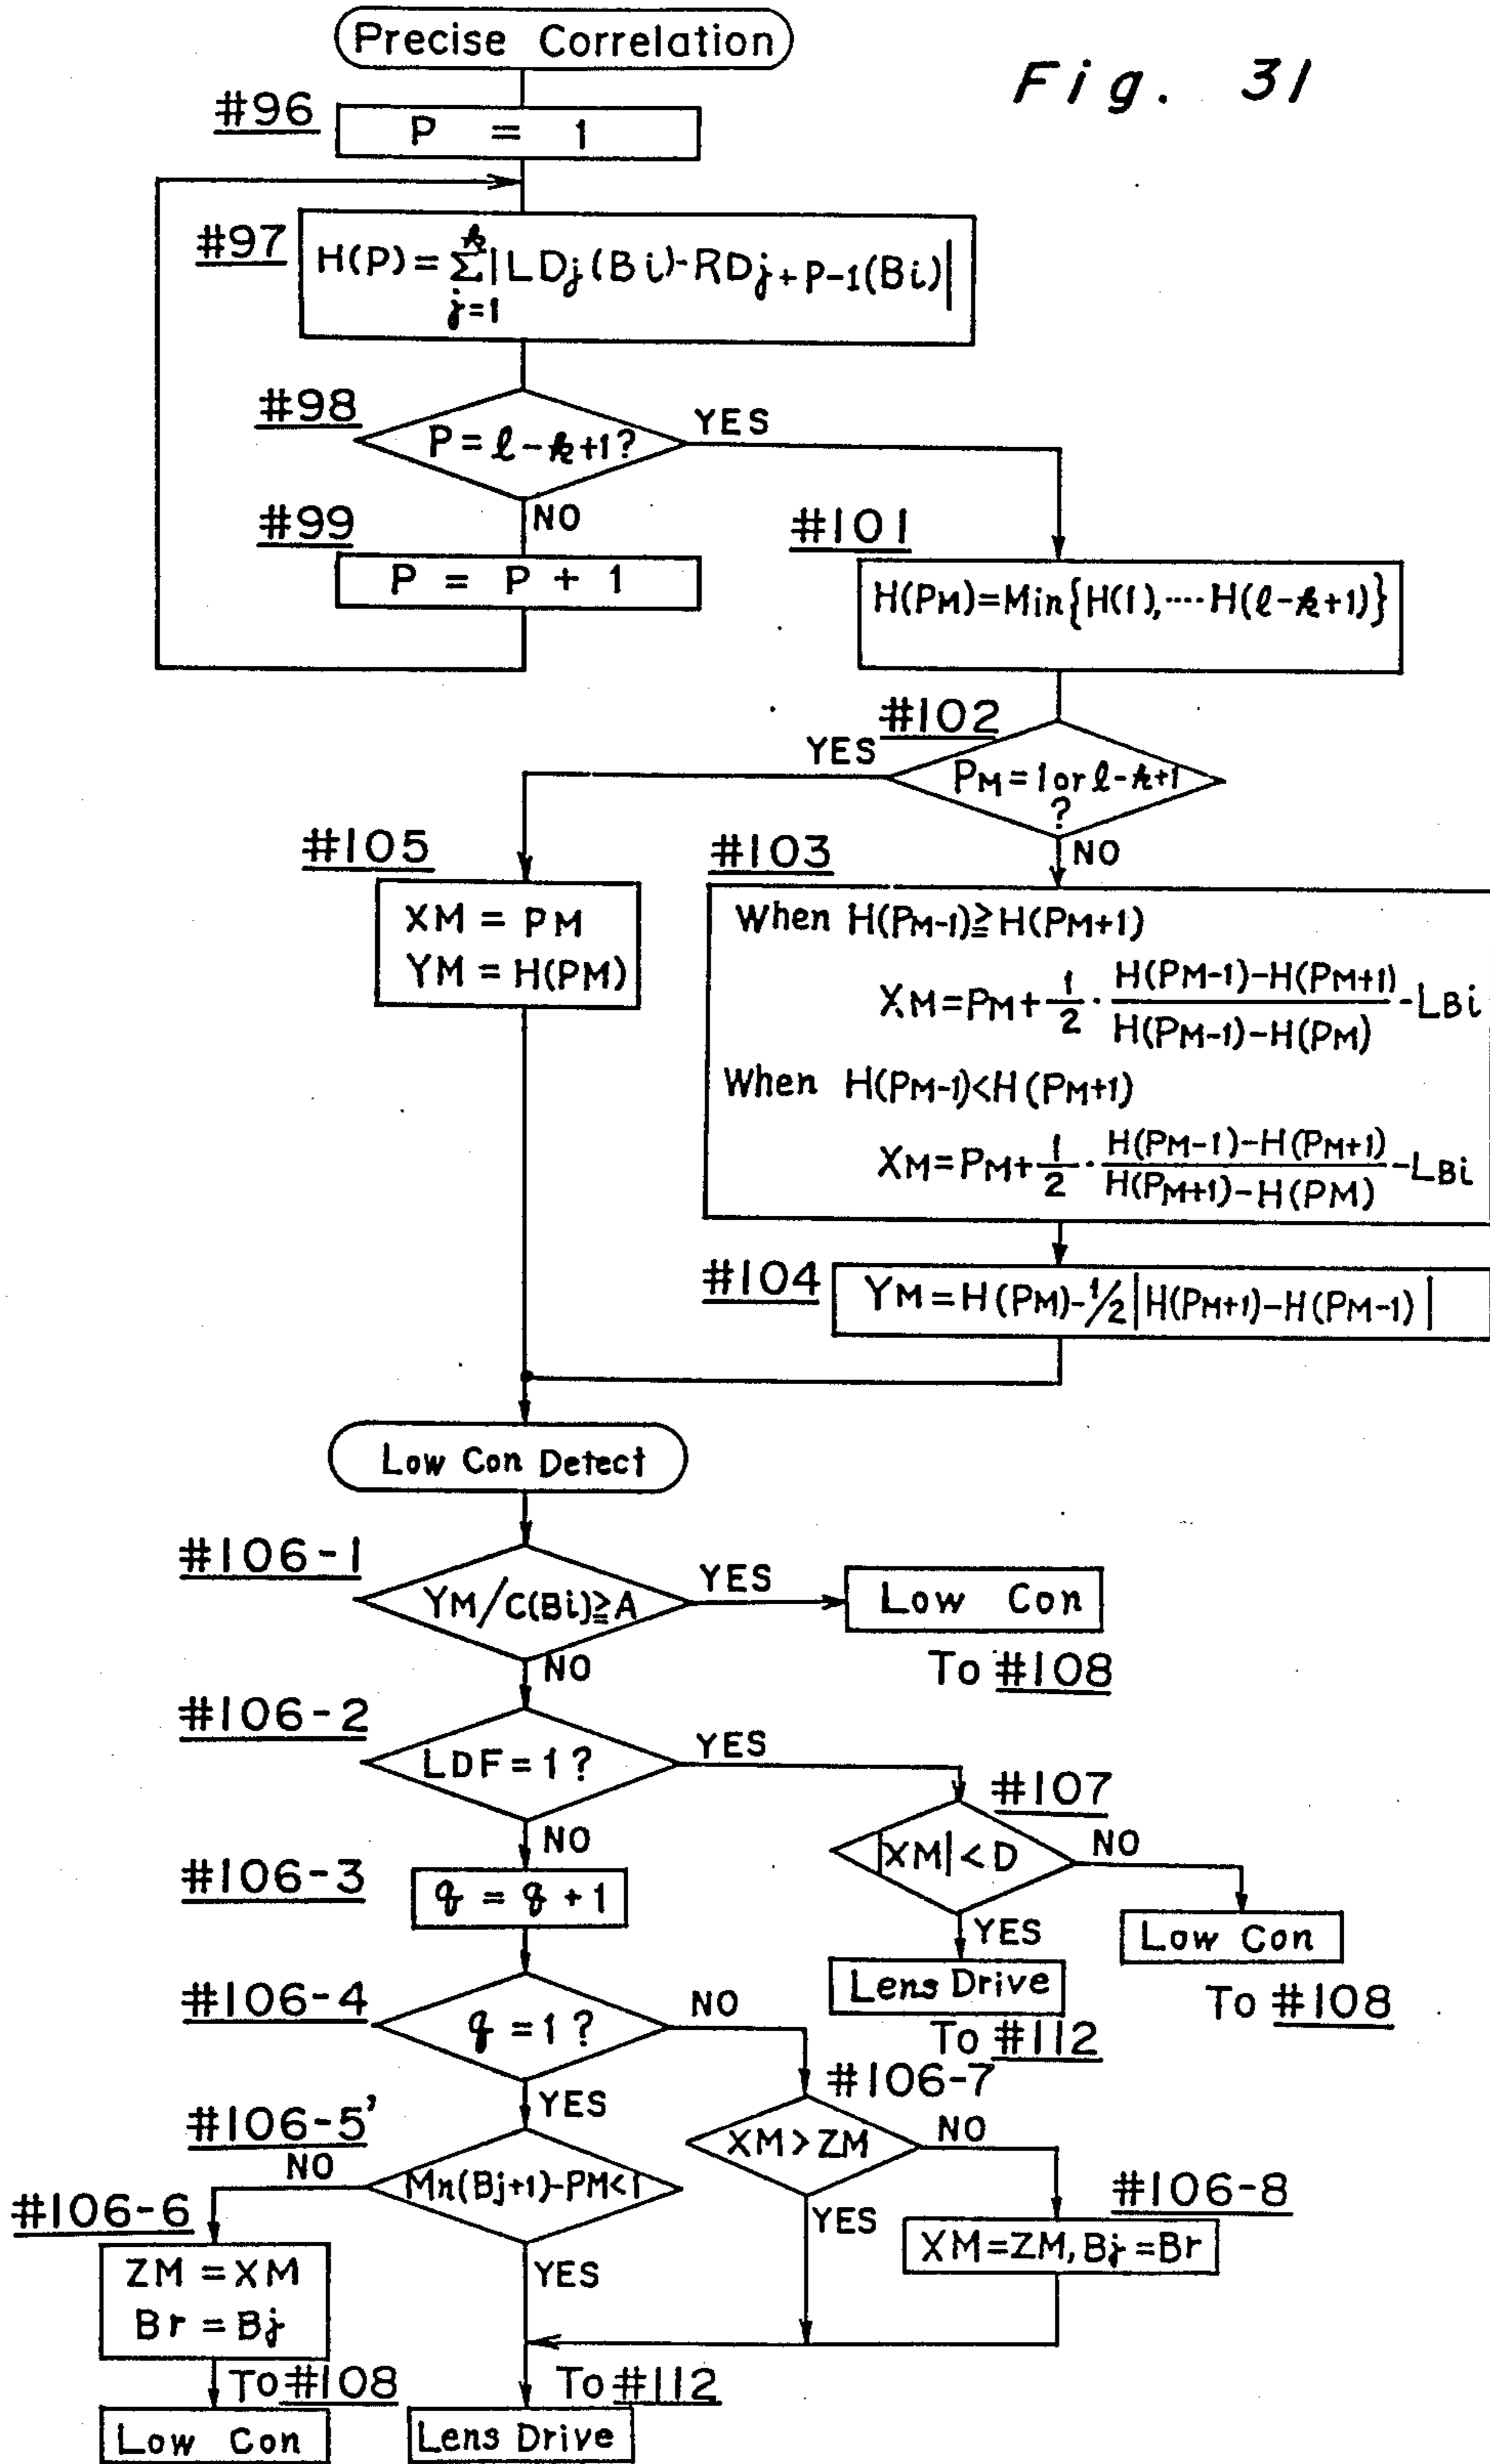 Precise Correlation
Fig. 31
#96
P = 1
#97
H(P)=∑|LDj(Bi)-RDj+P-1(Bi)|
k
j=1
#98
P=ℓ-k+1?
YES
NO
#99
P = P + 1
#101
H(PM)=Min{H(1),----H(ℓ-k+1)}
#102
YES
PM=1 or ℓ-k+1
?
NO
#105
XM = PM
YM = H(PM)
#103
When H(PM-1)≧H(PM+1)
XM=PM+1/2·(H(PM-1)-H(PM+1))/(H(PM-1)-H(PM))-LBi
When H(PM-1)<H(PM+1)
XM=PM+1/2·(H(PM-1)-H(PM+1))/(H(PM+1)-H(PM))-LBi
#104
YM=H(PM)-1/2|H(PM+1)-H(PM-1)|
Low Con Detect
#106-1
YM/C(Bi)≧A
YES
Low Con
To #108
NO
#106-2
LDF=1?
YES
#107
|XM|<D
NO
Low Con
To #108
YES
Lens Drive
To #112
NO
#106-3
q = q +1
#106-4
q =1?
NO
YES
#106-7
XM>ZM
NO
YES
#106-8
XM=ZM, Bj=Br
#106-5'
Mn(Bj+1)-PM<1
NO
YES
#106-6
ZM = XM
Br = Bj
To #108
Low Con
To #112
Lens Drive